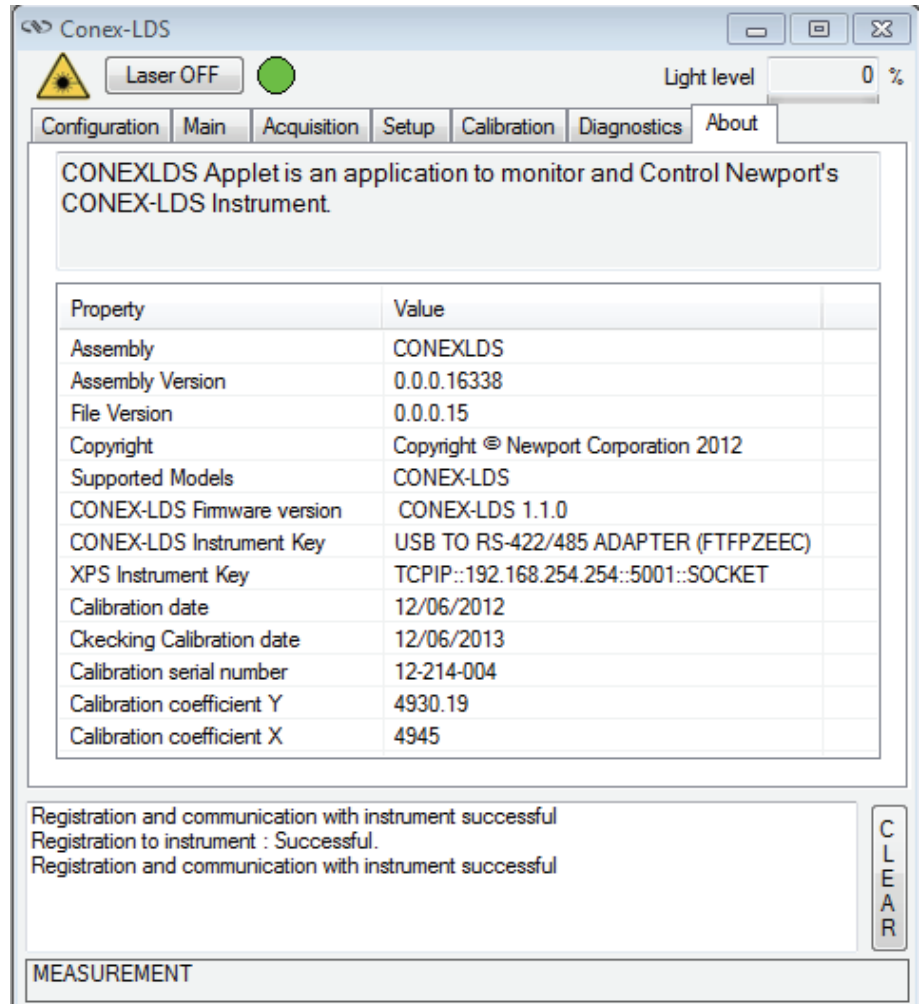 Conex-LDS
Laser OFF
Light level 0 %
Configuration Main Acquisition Setup Calibration Diagnostics About
CONEXLDS Applet is an application to monitor and Control Newport's
CONEX-LDS Instrument.
Property Value
Assembly CONEXLDS
Assembly Version 0.0.0.16338
File Version 0.0.0.15
Copyright Copyright © Newport Corporation 2012
Supported Models CONEX-LDS
CONEX-LDS Firmware version CONEX-LDS 1.1.0
CONEX-LDS Instrument Key USB TO RS-422/485 ADAPTER (FTFPZEEC)
XPS Instrument Key TCPIP::192.168.254.254::5001::SOCKET
Calibration date 12/06/2012
Ckecking Calibration date 12/06/2013
Calibration serial number 12-214-004
Calibration coefficient Y 4930.19
Calibration coefficient X 4945
Registration and communication with instrument successful
Registration to instrument : Successful.
Registration and communication with instrument successful
CLEAR
MEASUREMENT